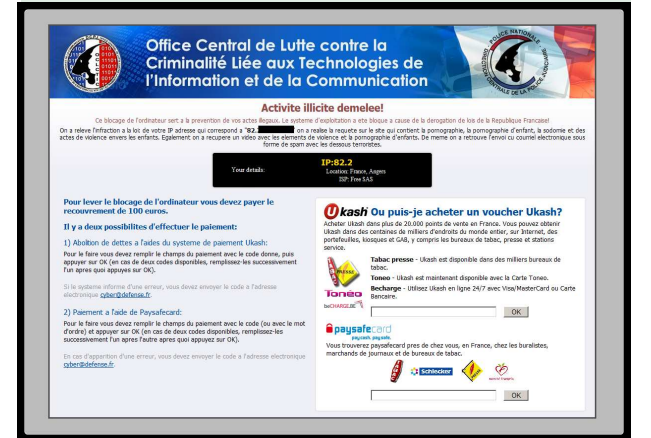 Office Central de Lutte
contre la
Criminalité Liée aux Technologies de
l'Information et de la Communication
POLICE NATIONALE
Activite illicite demelee!
Ce blocage de l'ordinateur sert a la prevention de vos actes illegaux. Le systeme d'exploitation a ete bloque a cause de la derogation de lois de la Republique Francaise!
On a releve l'infraction a la loi de votre IP adresse qui correspond a "82. on a realise la requete sur le site qui contient la pornographie, la pornographie d'enfant, la sodomie et des
actes de violence envers les enfants. Egalement on a recupere un video avec les elements de violence et la pornographie d'enfants. De meme on a retrouve l'envoi du courriel electronique sous
forme de spam avec les dessous terroristes.
Your details:
IP:82.2
Location: France, Angers
ISP: Free SAS
Pour lever le blocage de l'ordinateur vous devez payer le
recouvrement de 100 euros.
Il y a deux possibilites d'effectuer le paiement:
1) Abolition de dettes a l'aides du systeme de paiement Ukash:
Pour le faire vous devez remplir le champs du paiement avec le code donne, puis
appuyer sur OK (en cas de deux codes disponibles, remplissez-les successivement
l'un apres quoi appuyez sur OK).
Si le systeme informe d'une erreur, vous devez envoyer le code a l'adresse
electronique cyber@defense.fr.
2) Paiement a l'aide de Paysafecard:
Pour le faire vous devez remplir le champs du paiement avec le code (ou avec le mot
d'ordre) et appuyer sur OK (en cas de deux codes disponibles, remplissez-les
successivement l'un apres l'autre apres quoi appuyez sur OK).
En cas d'apparition d'une erreur, vous devez envoyer le code a l'adresse electronique
cyber@defense.fr.
Ukash Ou puis-je acheter un voucher Ukash?
Acheter Ukash dans plus de 20.000 points de vente en France. Vous pouvez obtenir
Ukash dans des centaines de milliers d'endroits du monde entier, sur Internet, des
portefeuilles, kiosques et GAB, y compris les bureaux de tabac, presse et stations
service.
PRESSE
Toneo
beCHARGE.BE
Tabac presse - Ukash est disponible dans des milliers bureaux de
tabac.
Toneo - Ukash est maintenant disponible avec la Carte Toneo.
Becharge - Utilisez Ukash en ligne 24/7 avec Visa/MasterCard ou Carte
Bancaire.
OK
paysafecard
paycash. paysafe.
Vous trouverez paysafecard pres de chez vous, en France, chez les buralistes,
marchands de journaux et de bureaux de tabac.
Schlecker
OK